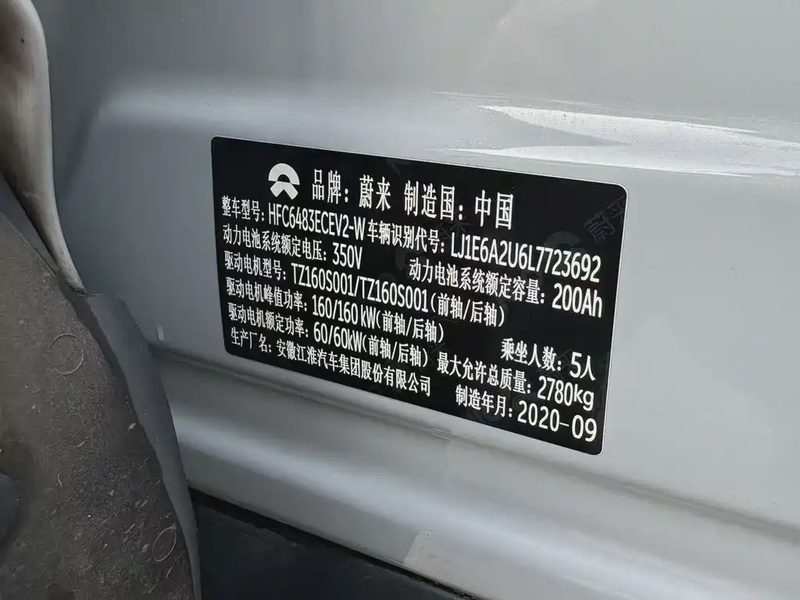 品牌：蔚来 制造国：中国
整车型号：HFC6483ECEV2-W 车辆识别代号：LJ1E6A2U6L7723692
动力电池系统额定电压：350V 动力电池系统额定容量：200Ah
驱动电机型号：TZ160S001/TZ160S001(前轴/后轴)
驱动电机峰值功率：160/160kW(前轴/后轴) 乘坐人数：5人
驱动电机额定功率：60/60kW(前轴/后轴) 最大允许总质量：2780kg
生产厂名：安徽江淮汽车集团股份有限公司 制造年月：2020-09